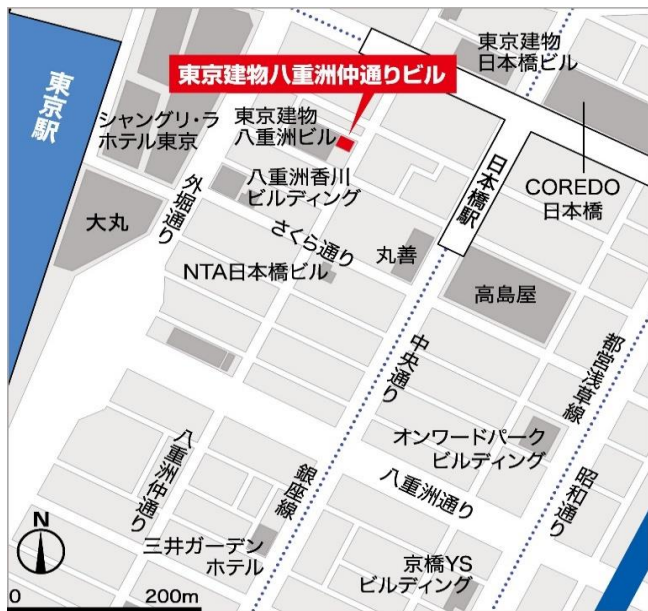 東京建物
日本橋ビル
東京建物八重洲仲通りビル
東京駅
シャングリ・ラ
ホテル東京
東京建物
八重洲ビル
日本橋駅
COREDO
日本橋
八重洲香川
ビルディング
外堀通り
大丸
さくら通り
丸善
NTA日本橋ビル
高島屋
中央通り
都営浅草線
オンワードパーク
ビルディング
八重洲仲通り
銀座線
八重洲通り
昭和通り
N
三井ガーデン
ホテル
京橋YS
ビルディング
0
200m